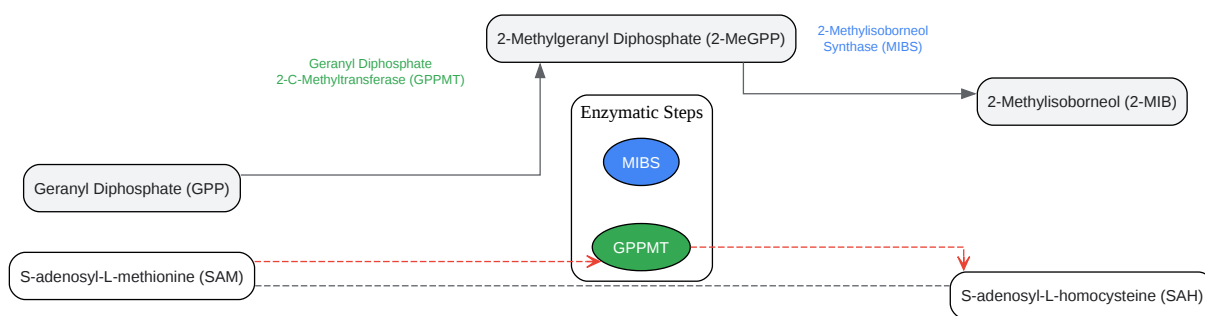 2-Methylgeranyl Diphosphate (2-MeGPP)
2-Methylisoborneol
Synthase (MIBS)
Geranyl Diphosphate
2-C-Methyltransferase (GPPMT)
2-Methylisoborneol (2-MIB)
Enzymatic Steps
MIBS
Geranyl Diphosphate (GPP)
GPPMT
S-adenosyl-L-methionine (SAM)
S-adenosyl-L-homocysteine (SAH)